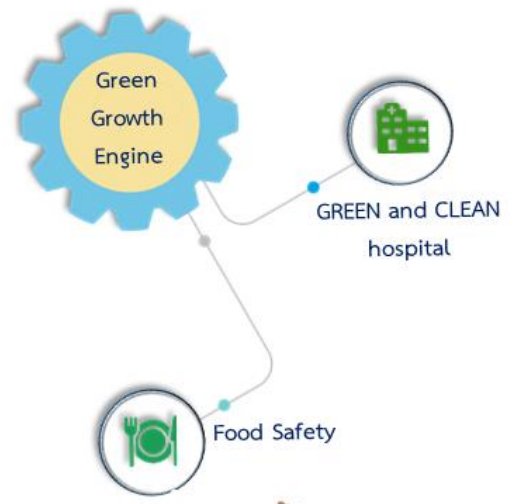 Green
Growth
Engine
GREEN and CLEAN
hospital
Food Safety